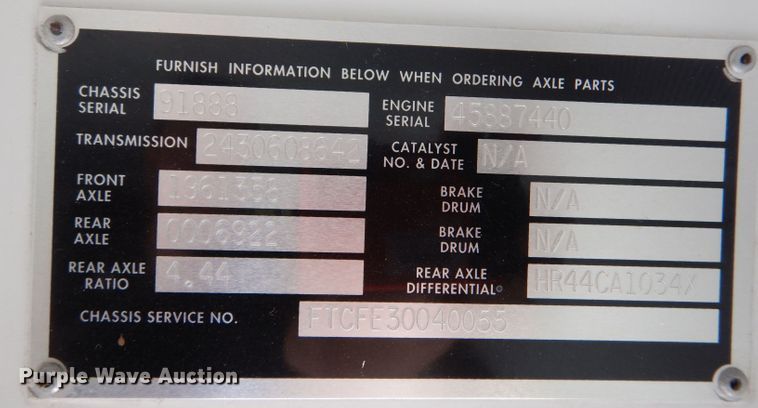 FURNISH INFORMATION BELOW WHEN ORDERING AXLE PARTS
CHASSIS SERIAL 91888
ENGINE SERIAL 45887440
TRANSMISSION 2430608642
CATALYST NO. & DATE N/A
FRONT AXLE 1361358
BRAKE DRUM N/A
REAR AXLE 0006922
BRAKE DRUM N/A
REAR AXLE RATIO 4.44
REAR AXLE DIFFERENTIAL HR44CA1034X
CHASSIS SERVICE NO. FTCFE30040055
Purple Wave Auction